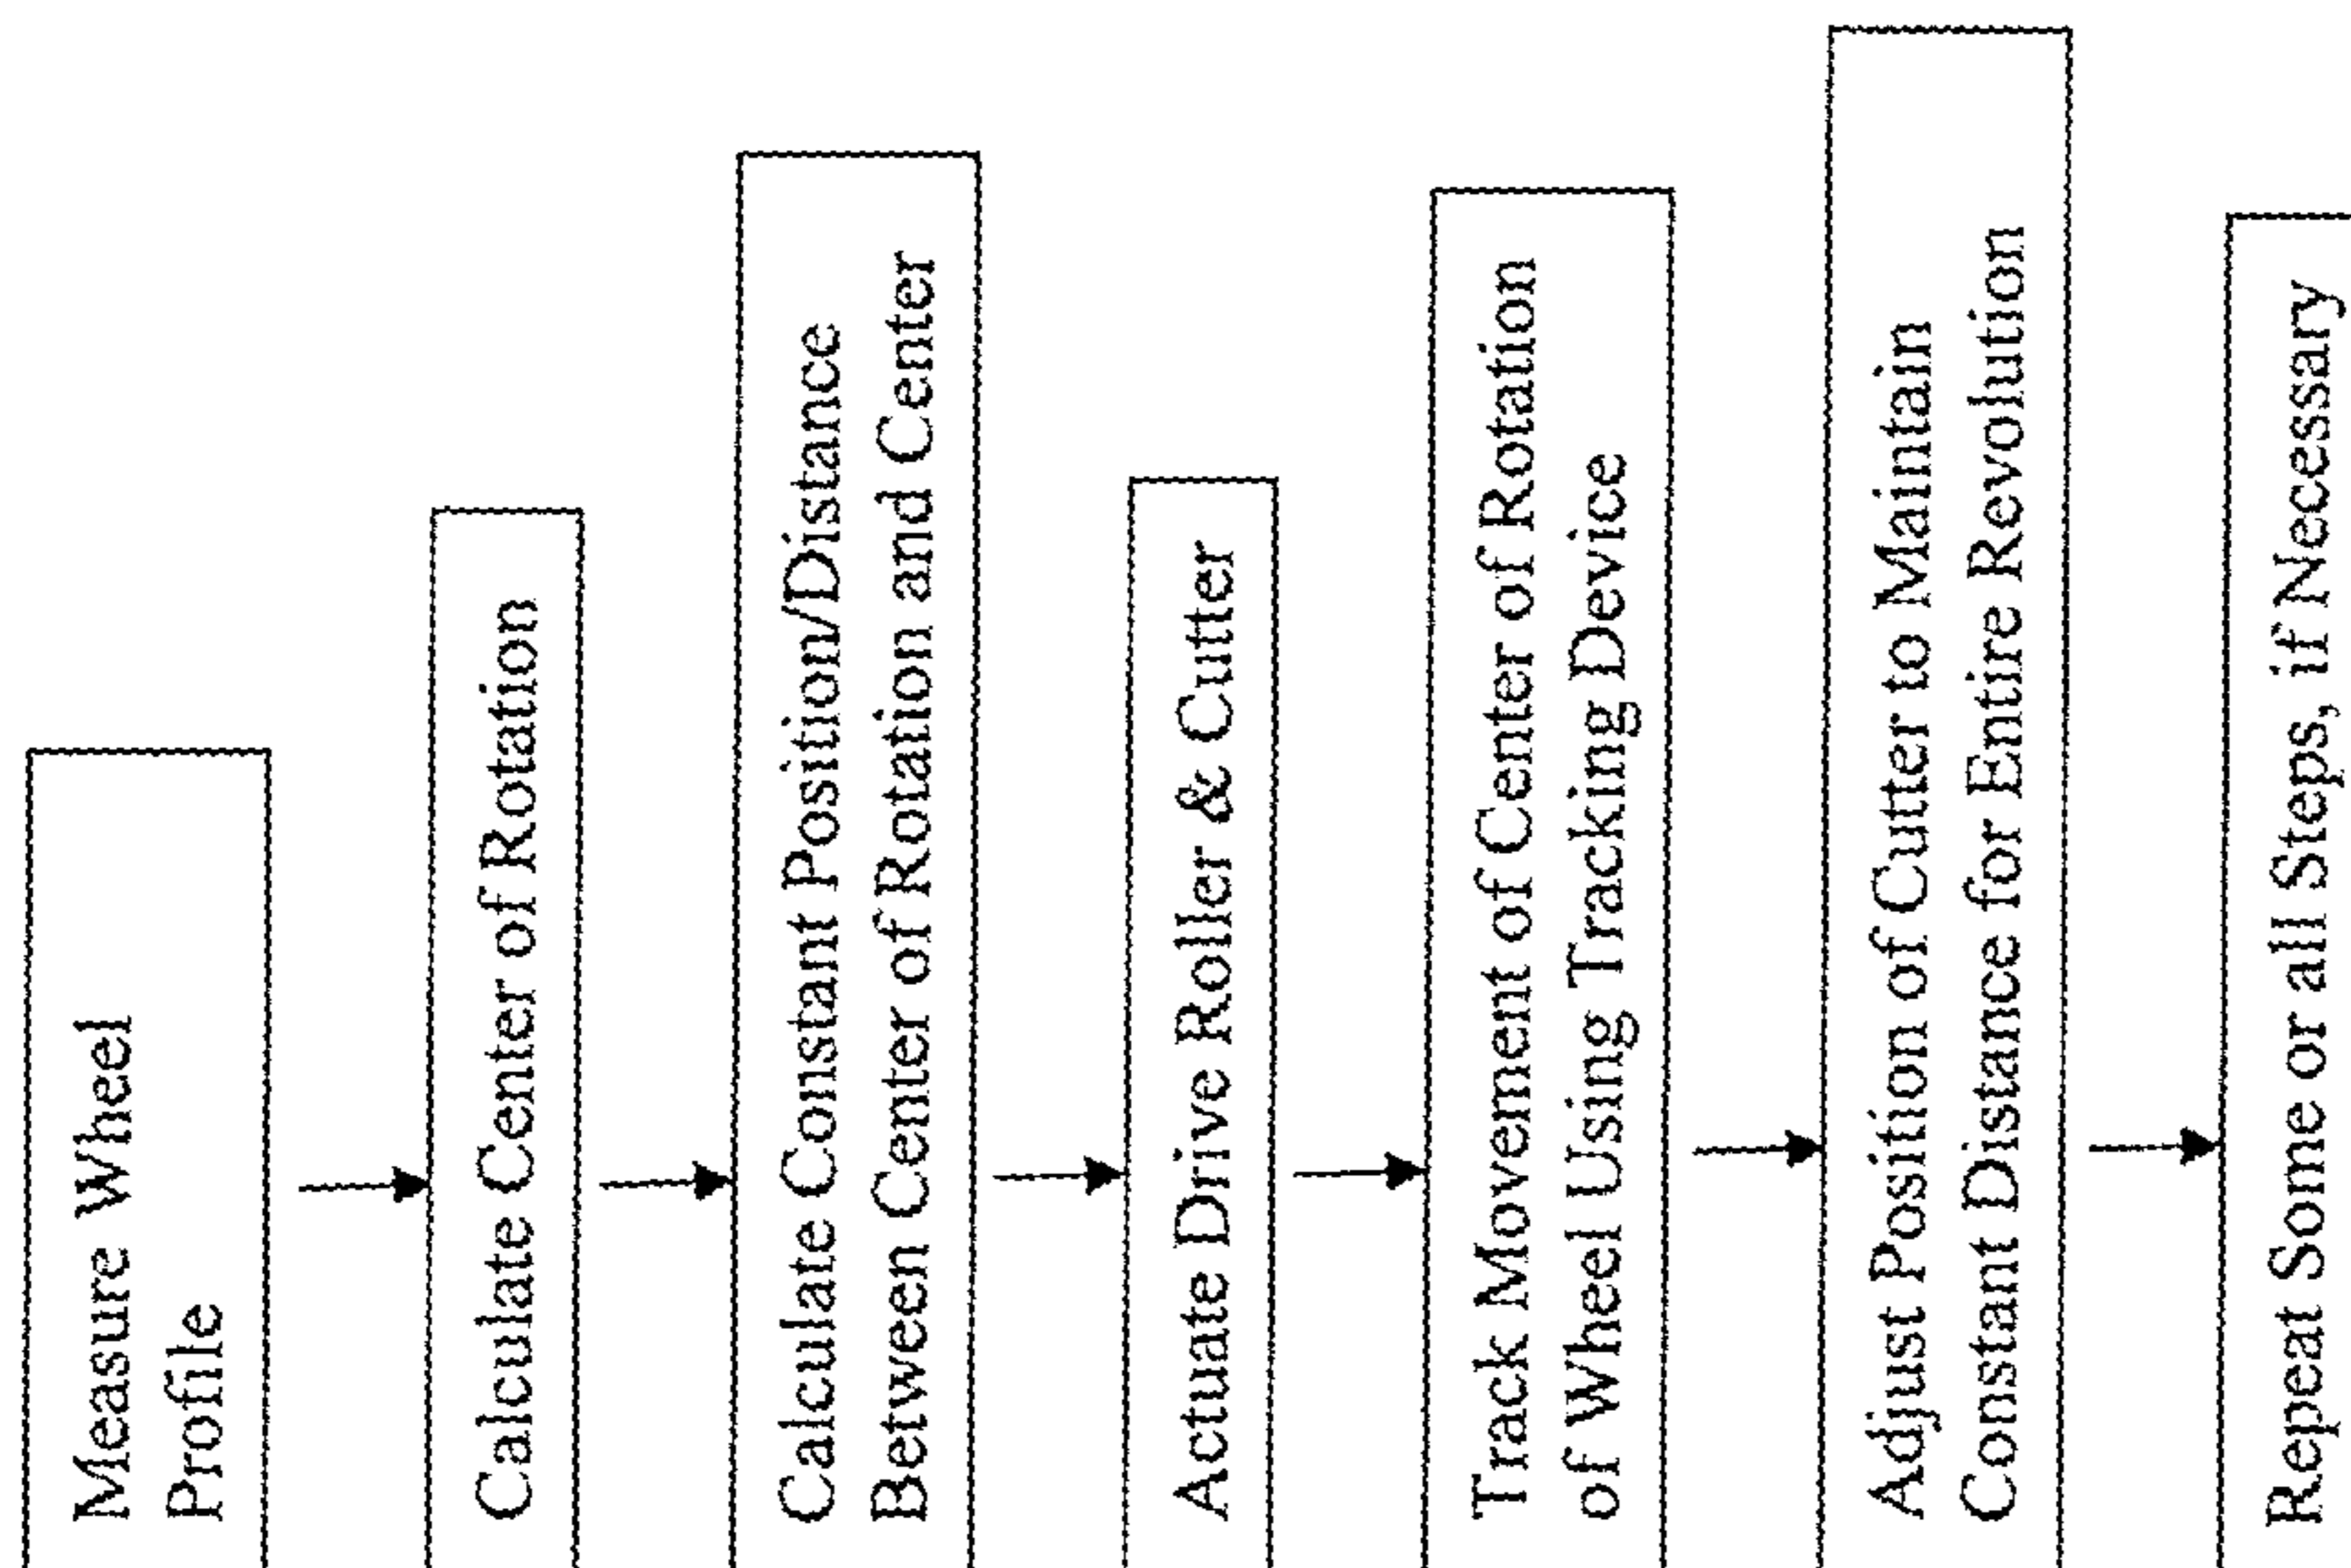 Measure Wheel
Profile
Calculate Center of Rotation
Calculate Constant Position/Distance
Between Center of Rotation and Center
Actuate Drive Roller & Cutter
Track Movement of Center of Rotation
of Wheel Using Tracking Device
Adjust Position of Cutter to Maintain
Constant Distance for Entire Revolution
Repeat Some or all Steps, if Necessary